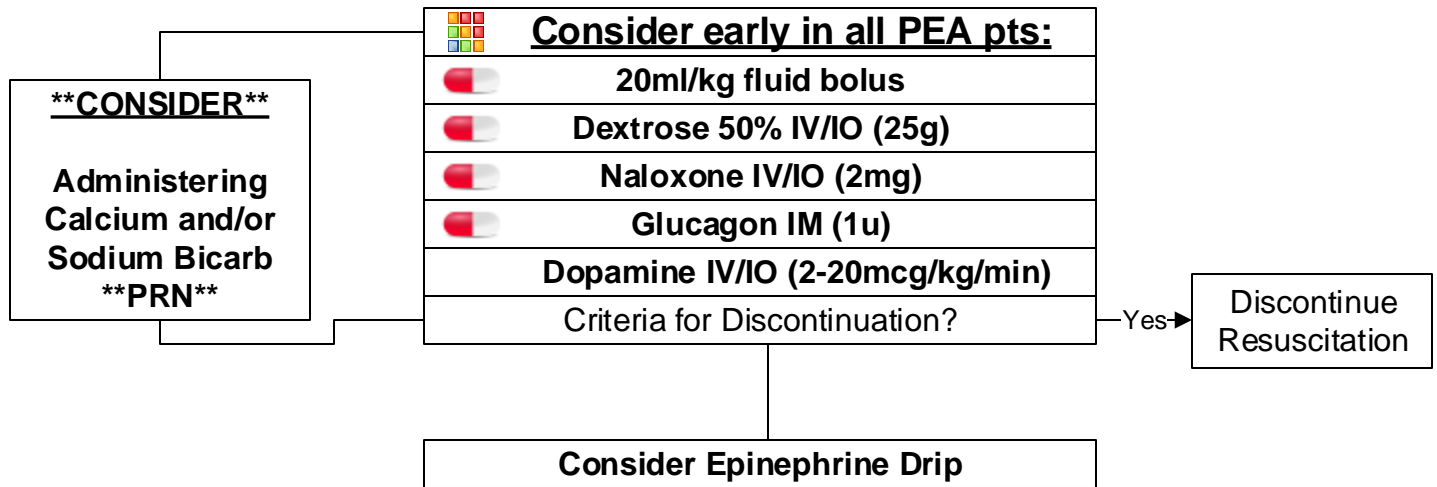 Consider early in all PEA pts:
20ml/kg fluid bolus
Dextrose 50% IV/IO (25g)
Naloxone IV/IO (2mg)
Glucagon IM (1u)
Dopamine IV/IO (2-20mcg/kg/min)
Criteria for Discontinuation?
**CONSIDER**
Administering
Calcium and/or
Sodium Bicarb
**PRN**
Yes
Discontinue
Resuscitation
Consider Epinephrine Drip